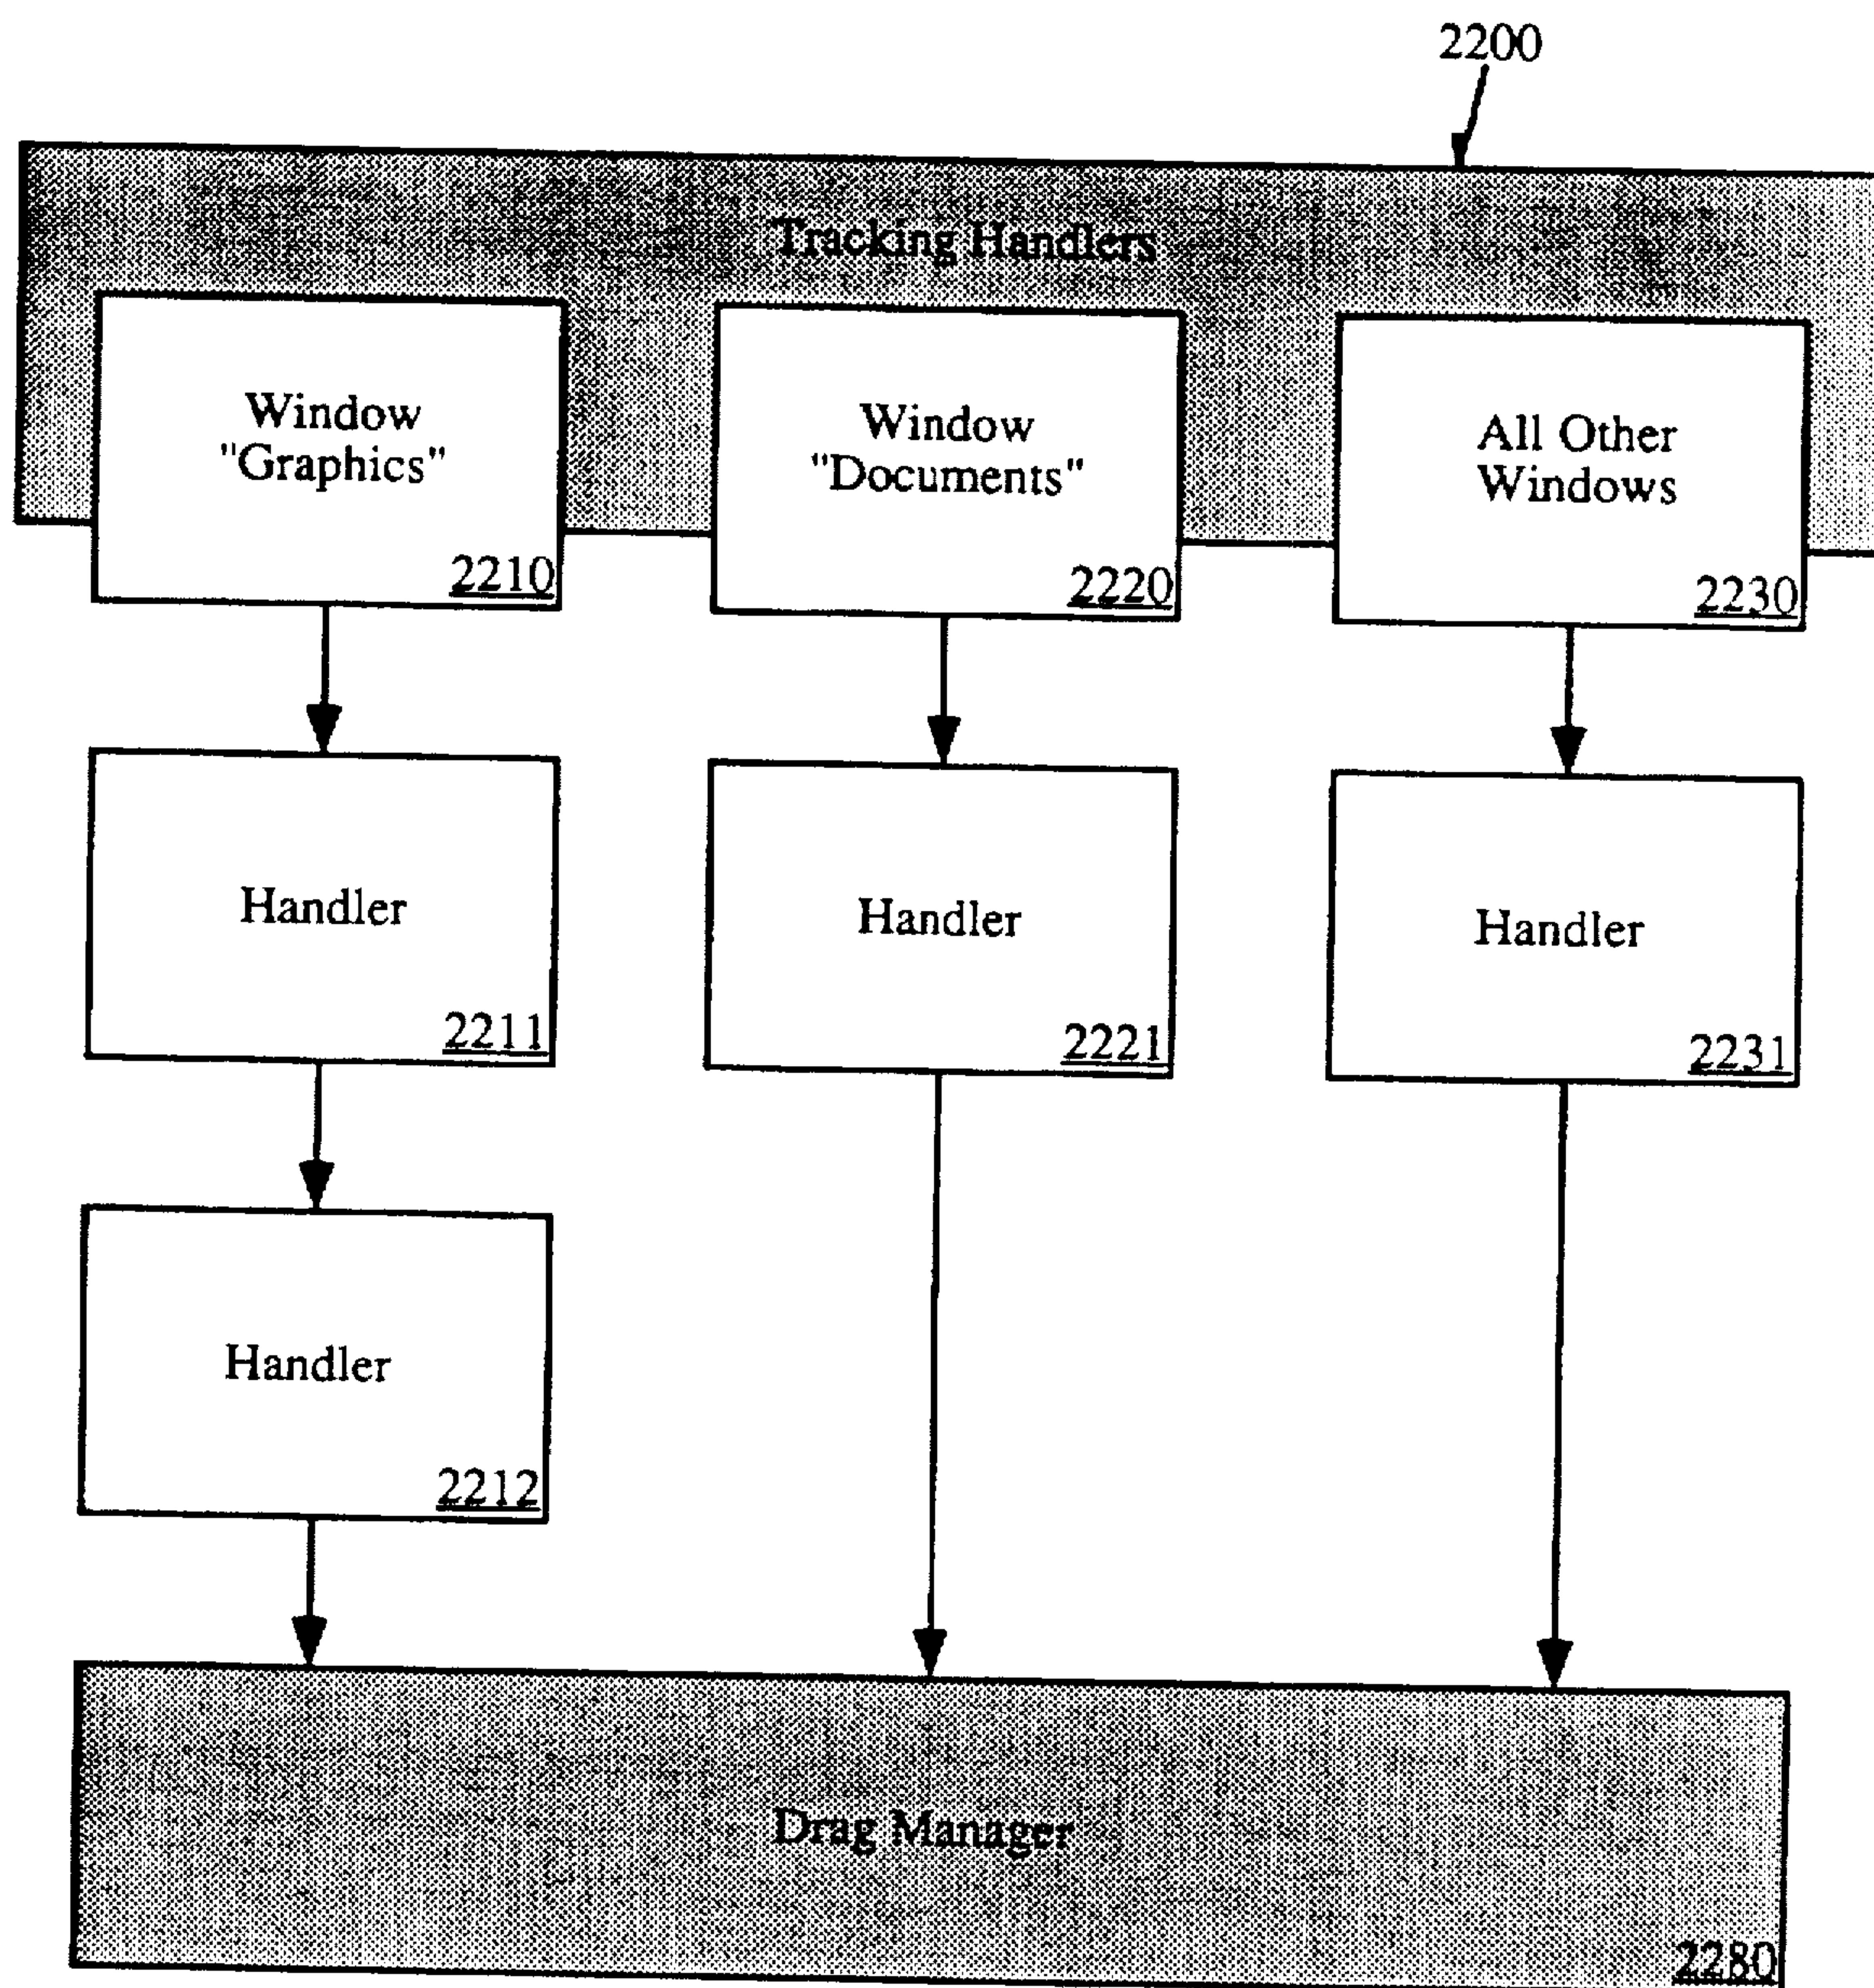 2200
Tracking Handlers
Window
"Graphics"
2210
Window
"Documents"
2220
All Other
Windows
2230
Handler
2211
Handler
2221
Handler
2231
Handler
2212
Drag Manager
2280